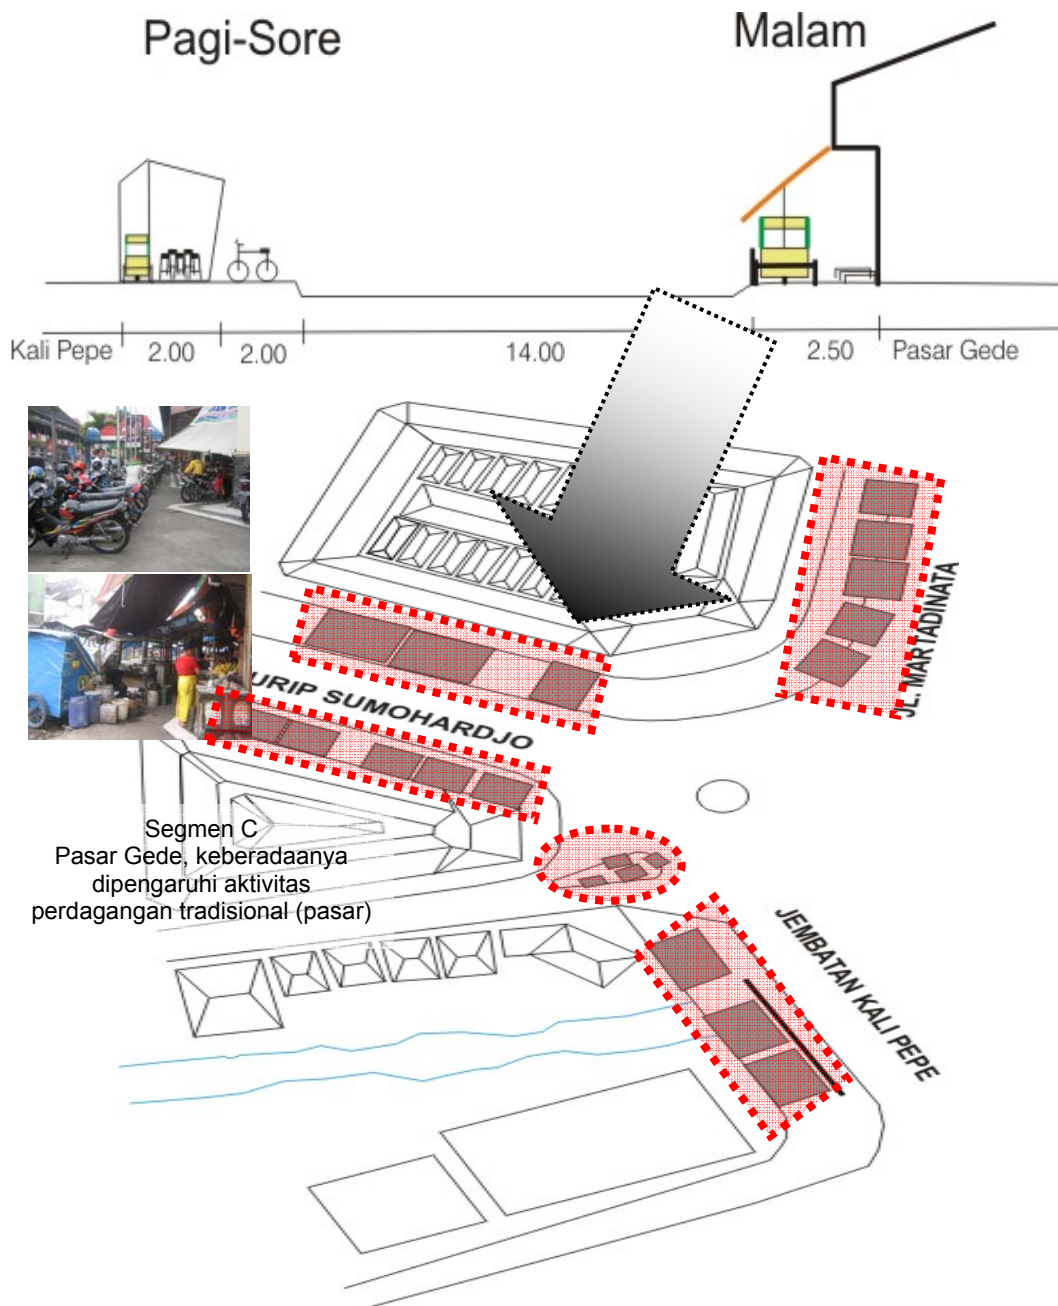 Pagi-Sore
Malam
Kali Pepe
2.00
2.00
14.00
2.50
Pasar Gede
JL. MARTADINATA
URIP SUMOHARDJO
Segmen C
Pasar Gede, keberadaanya
dipengaruhi aktivitas
perdagangan tradisional (pasar)
JEMBATAN KALI PEPE